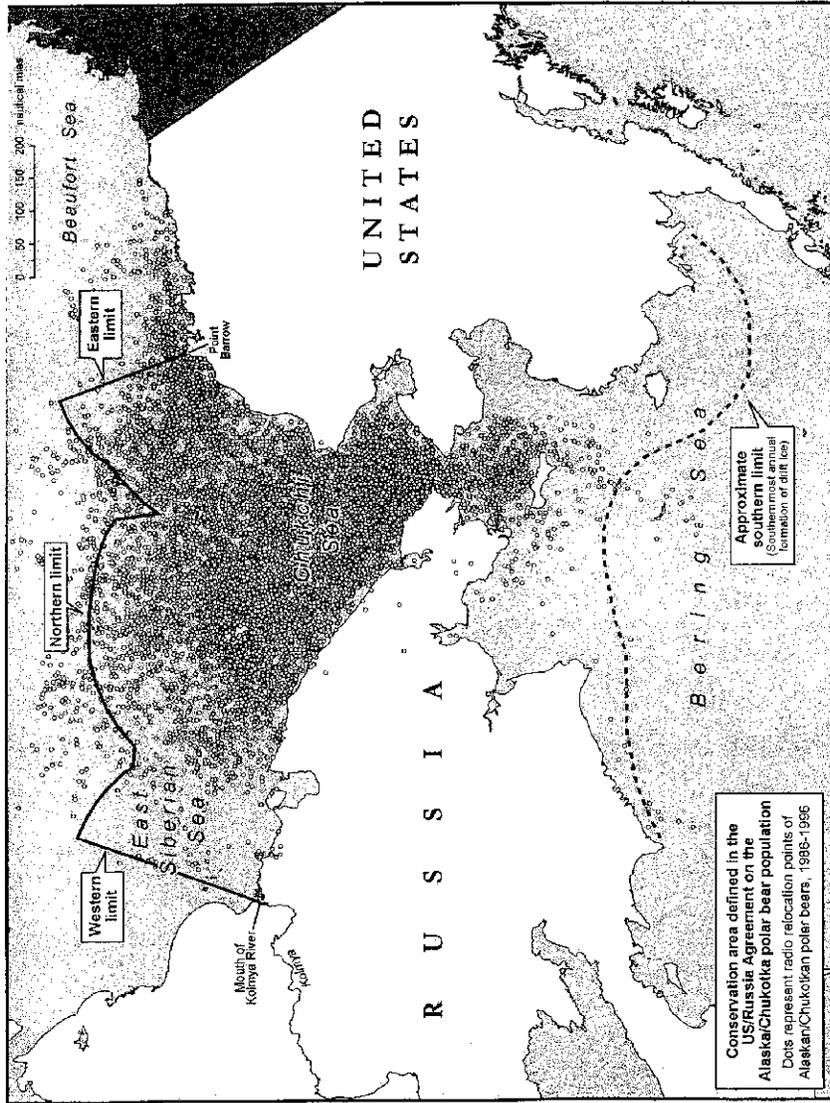 0 50 100 150 200 nautical miles
Beaufort Sea
Northern limit
Western
limit
Eastern
limit
East
Siberian
Sea
Point
Barrow
Mouth of
Kolmya River
Kolmya
Chukchi
Sea
UNITED
STATES
RUSSIA
Bering Sea
Approximate
southern limit
(Southernmost annual
formation of drift ice)
Conservation area defined in the
US/Russia Agreement on the
Alaska/Chukotka polar bear population
Dots represent radio relocation points of
Alaskan/Chukotkan polar bears, 1986-1996